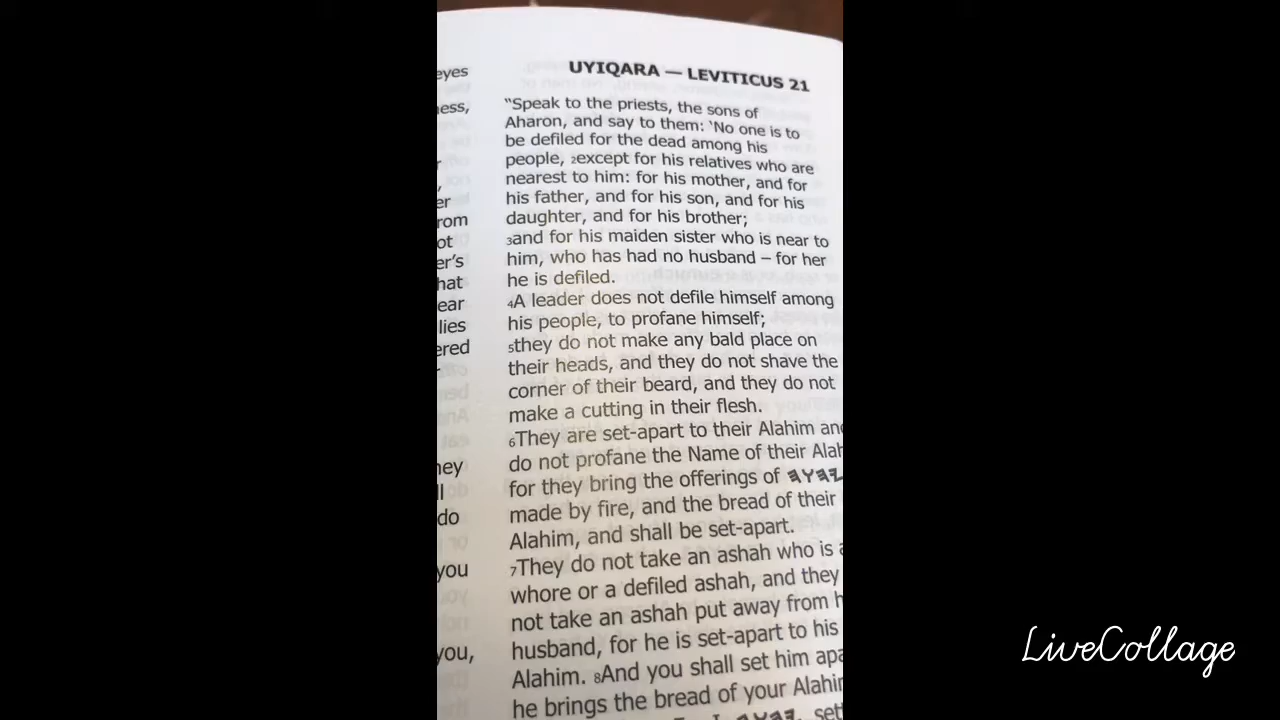 eyes
ness,
r
,
er
rom
ot
er's
hat
ear
lies
ered
hey
ll
do
you
you,
UYIQARA — LEVITICUS 21
“Speak to the priests, the sons of
Aharon, and say to them: ‘No one is to
be defiled for the dead among his
people, 2except for his relatives who are
nearest to him: for his mother, and for
his father, and for his son, and for his
daughter, and for his brother;
3and for his maiden sister who is near to
him, who has had no husband – for her
he is defiled.
4A leader does not defile himself among
his people, to profane himself;
5they do not make any bald place on
their heads, and they do not shave the
corner of their beard, and they do not
make a cutting in their flesh.
6They are set-apart to their Alahim and
do not profane the Name of their Alah
for they bring the offerings of 𐤉𐤄𐤅𐤄
made by fire, and the bread of their
Alahim, and shall be set-apart.
7They do not take an ashah who is a
whore or a defiled ashah, and they
not take an ashah put away from h
husband, for he is set-apart to his
Alahim. 8And you shall set him apa
he brings the bread of your Alahim
𐤉𐤄𐤅𐤄, set
LiveCollage